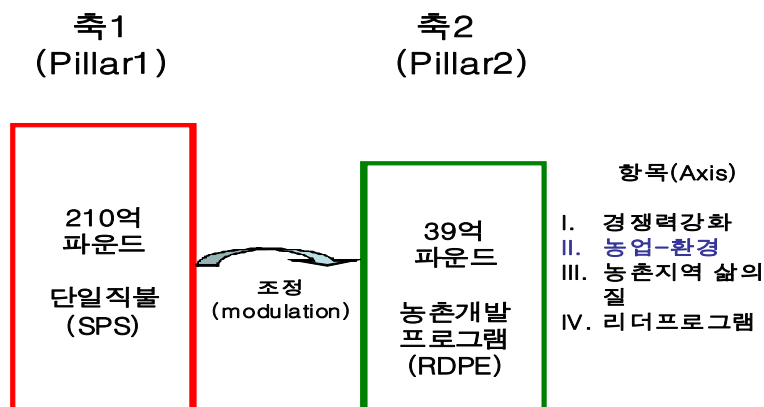 축1
(Pillar1)
축2
(Pillar2)
210억
파운드
단일직불
(SPS)
조정
(modulation)
39억
파운드
농촌개발
프로그램
(RDPE)
항목(Axis)
I. 경쟁력강화
II. 농업-환경
III. 농촌지역 삶의
질
IV. 리더프로그램